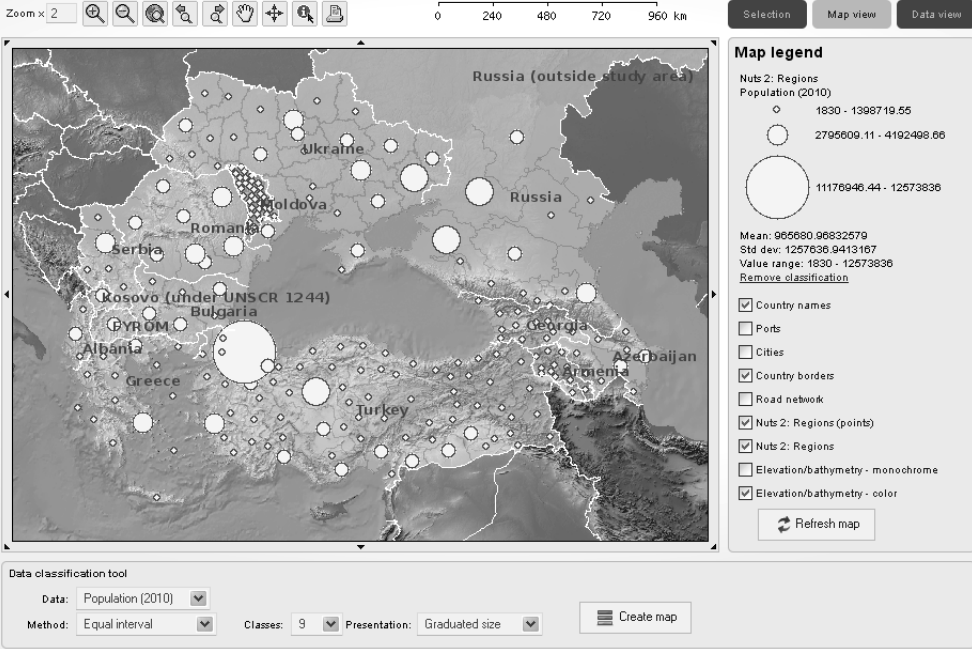 Zoom x 2
0 240 480 720 960 km
Selection Map view Data view
Russia (outside study area)
Ukraine
Moldova
Russia
Romania
Serbia
Kosovo (under UNSCR 1244)
Bulgaria
FYROM
Georgia
Albania
Azerbaijan
Armenia
Greece
Turkey
Map legend
Nuts 2: Regions
Population (2010)
1830 - 1398719.55
2795609.11 - 4192498.66
11176946.44 - 12573836
Mean: 965680.96832579
Std dev: 1257636.9413167
Value range: 1830 - 12573836
Remove classification
Country names
Ports
Cities
Country borders
Road network
Nuts 2: Regions (points)
Nuts 2: Regions
Elevation/bathymetry - monochrome
Elevation/bathymetry - color
Refresh map
Data classification tool
Data: Population (2010)
Method: Equal interval Classes: 9 Presentation: Graduated size Create map